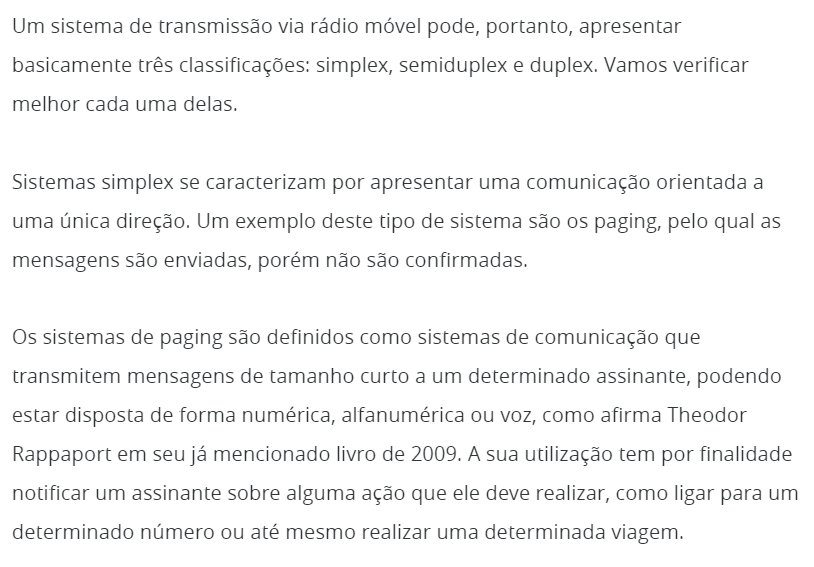 Um sistema de transmissão via rádio móvel pode, portanto, apresentar
basicamente três classificações: simplex, semiduplex e duplex. Vamos verificar
melhor cada uma delas.
Sistemas simplex se caracterizam por apresentar uma comunicação orientada a
uma única direção. Um exemplo deste tipo de sistema são os paging, pelo qual as
mensagens são enviadas, porém não são confirmadas.
Os sistemas de paging são definidos como sistemas de comunicação que
transmitem mensagens de tamanho curto a um determinado assinante, podendo
estar disposta de forma numérica, alfanumérica ou voz, como afirma Theodor
Rappaport em seu já mencionado livro de 2009. A sua utilização tem por finalidade
notificar um assinante sobre alguma ação que ele deve realizar, como ligar para um
determinado número ou até mesmo realizar uma determinada viagem.